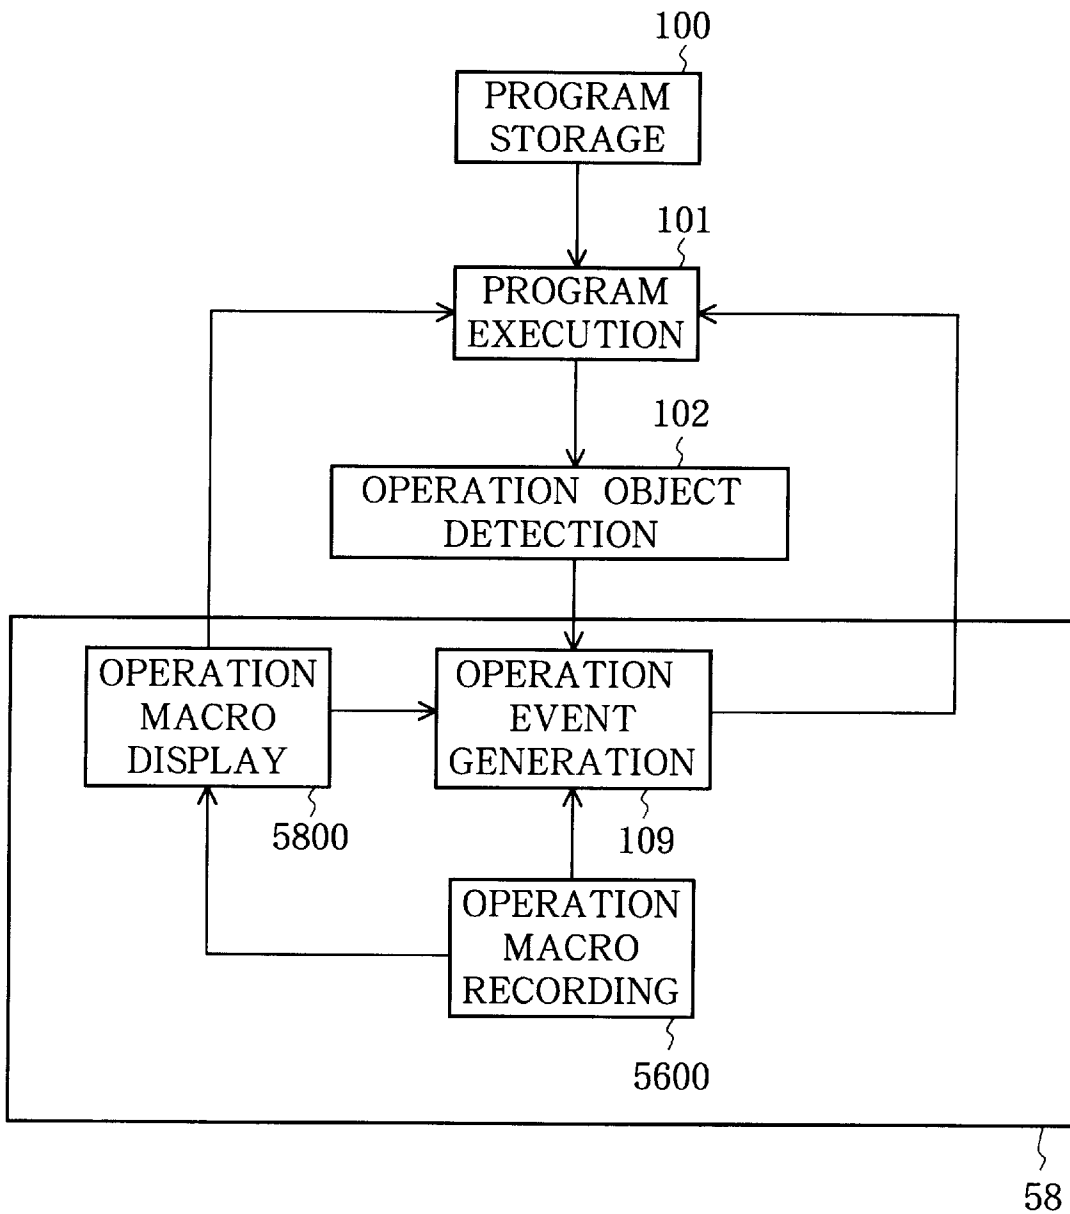 100
PROGRAM
STORAGE
101
PROGRAM
EXECUTION
102
OPERATION OBJECT
DETECTION
OPERATION
MACRO
DISPLAY
5800
OPERATION
EVENT
GENERATION
109
OPERATION
MACRO
RECORDING
5600
58